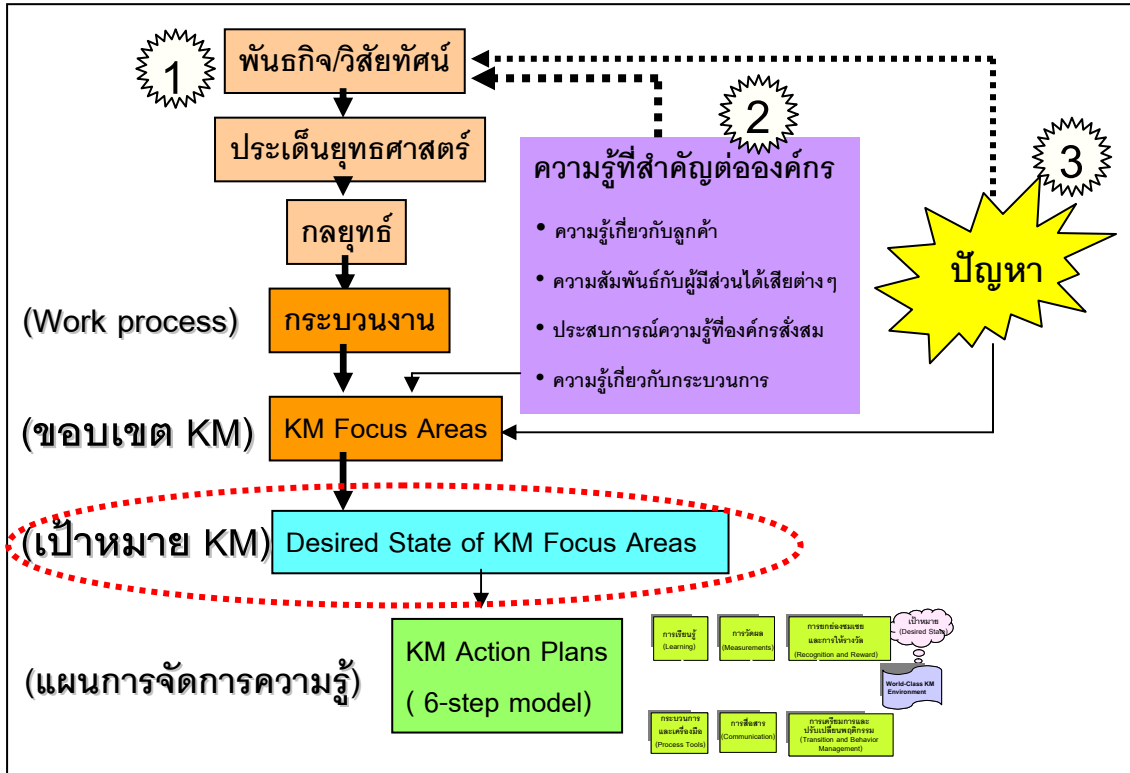 1
พันธกิจ/วิสัยทัศน์
ประเด็นยุทธศาสตร์
กลยุทธ์
(Work process)
กระบวนงาน
(ขอบเขต KM)
KM Focus Areas
2
ความรู้ที่สำคัญต่อองค์กร
• ความรู้เกี่ยวกับลูกค้า
• ความสัมพันธ์กับผู้มีส่วนได้เสียต่างๆ
• ประสบการณ์ความรู้ที่องค์กรสั่งสม
• ความรู้เกี่ยวกับกระบวนการ
3
ปัญหา
(เป้าหมาย KM)
Desired State of KM Focus Areas
(แผนการจัดการความรู้)
KM Action Plans
( 6-step model)
การเรียนรู้
(Learning)
การวัดผล
(Measurements)
การยกย่องชมเชย
และการให้รางวัล
(Recognition and Reward)
เป้าหมาย
(Desired State)
World-Class KM
Environment
กระบวนการ
และเครื่องมือ
(Process Tools)
การสื่อสาร
(Communication)
การเตรียมการและ
ปรับเปลี่ยนพฤติกรรม
(Transition and Behavior
Management)